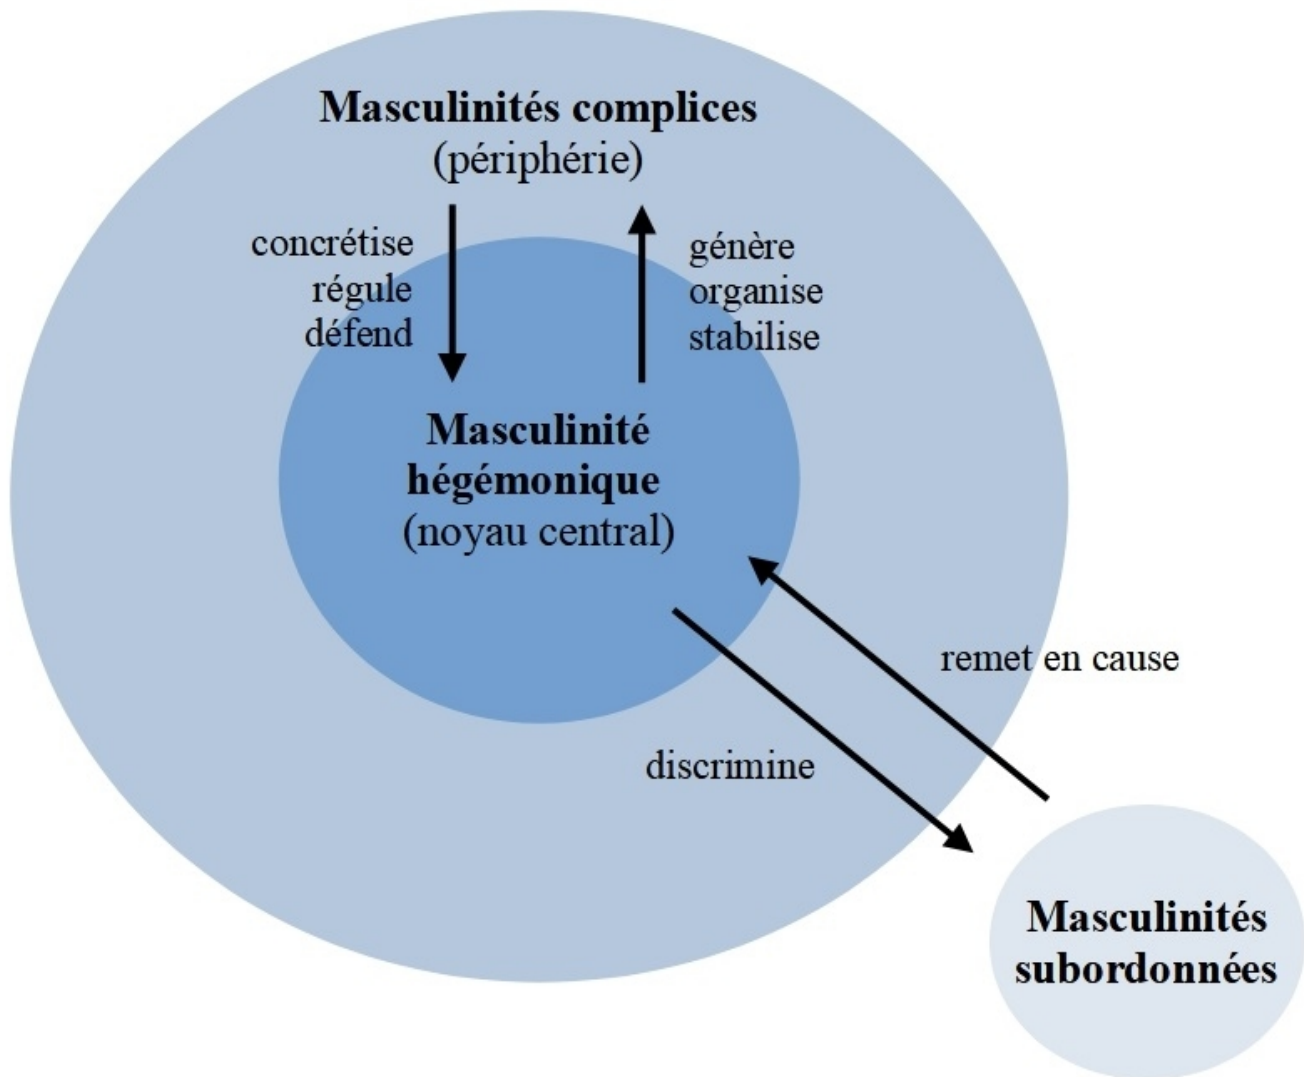 Masculinités complices
(périphérie)
concrétise
régule
défend
génère
organise
stabilise
Masculinité
hégémonique
(noyau central)
remet en cause
discrimine
Masculinités
subordonnées